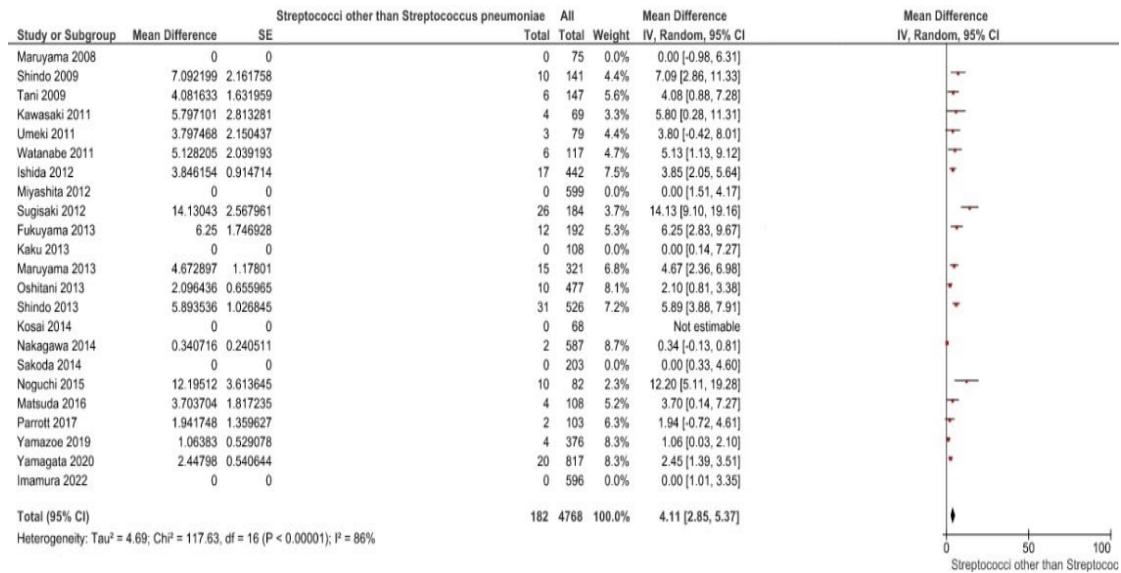 Streptococci other than Streptococcus pneumoniae All Mean Difference Mean Difference
Study or Subgroup Mean Difference SE Total Total Weight IV, Random, 95% CI IV, Random, 95% CI
Maruyama 2008 0 0 0 75 0.0% 0.00 [-0.98, 6.31]
Shindo 2009 7.092199 2.161758 10 141 4.4% 7.09 [2.86, 11.33]
Tani 2009 4.081633 1.631959 6 147 5.6% 4.08 [0.88, 7.28]
Kawasaki 2011 5.797101 2.813281 4 69 3.3% 5.80 [0.28, 11.31]
Umeki 2011 3.797468 2.150437 3 79 4.4% 3.80 [-0.42, 8.01]
Watanabe 2011 5.128205 2.039193 6 117 4.7% 5.13 [1.13, 9.12]
Ishida 2012 3.846154 0.914714 17 442 7.5% 3.85 [2.05, 5.64]
Miyashita 2012 0 0 0 599 0.0% 0.00 [1.51, 4.17]
Sugisaki 2012 14.13043 2.567961 26 184 3.7% 14.13 [9.10, 19.16]
Fukuyama 2013 6.25 1.746928 12 192 5.3% 6.25 [2.83, 9.67]
Kaku 2013 0 0 0 108 0.0% 0.00 [0.14, 7.27]
Maruyama 2013 4.672897 1.17801 15 321 6.8% 4.67 [2.36, 6.98]
Oshitani 2013 2.096436 0.655965 10 477 8.1% 2.10 [0.81, 3.38]
Shindo 2013 5.893536 1.026845 31 526 7.2% 5.89 [3.88, 7.91]
Kosai 2014 0 0 0 68 Not estimable
Nakagawa 2014 0.340716 0.240511 2 587 8.7% 0.34 [-0.13, 0.81]
Sakoda 2014 0 0 0 203 0.0% 0.00 [0.33, 4.60]
Noguchi 2015 12.19512 3.613645 10 82 2.3% 12.20 [5.11, 19.28]
Matsuda 2016 3.703704 1.817235 4 108 5.2% 3.70 [0.14, 7.27]
Parrott 2017 1.941748 1.359627 2 103 6.3% 1.94 [-0.72, 4.61]
Yamazoe 2019 1.06383 0.529078 4 376 8.3% 1.06 [0.03, 2.10]
Yamagata 2020 2.44798 0.540644 20 817 8.3% 2.45 [1.39, 3.51]
Imamura 2022 0 0 0 596 0.0% 0.00 [1.01, 3.35]
Total (95% CI) 182 4768 100.0% 4.11 [2.85, 5.37]
Heterogeneity: Tau² = 4.69; Chi² = 117.63, df = 16 (P < 0.00001); I² = 86%
0 50 100
Streptococci other than Streptococ